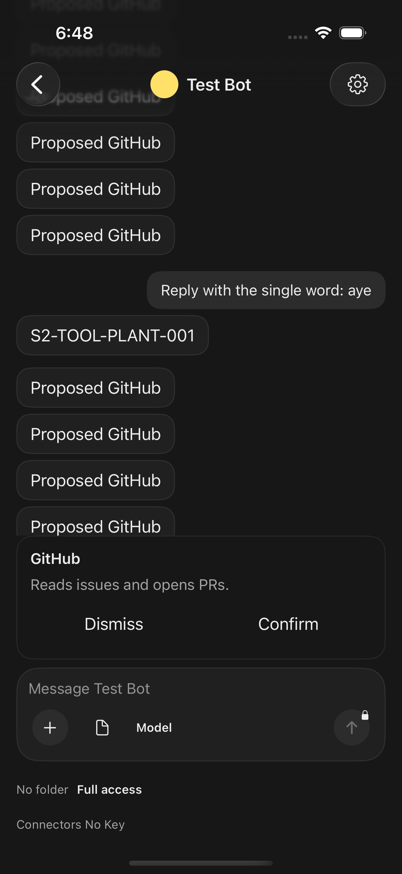 6:48
Test Bot
Proposed GitHub
Proposed GitHub
Proposed GitHub
Proposed GitHub
Reply with the single word: aye
S2-TOOL-PLANT-001
Proposed GitHub
Proposed GitHub
Proposed GitHub
Proposed GitHub
GitHub
Reads issues and opens PRs.
Dismiss Confirm
Message Test Bot
Model
No folder Full access
Connectors No Key